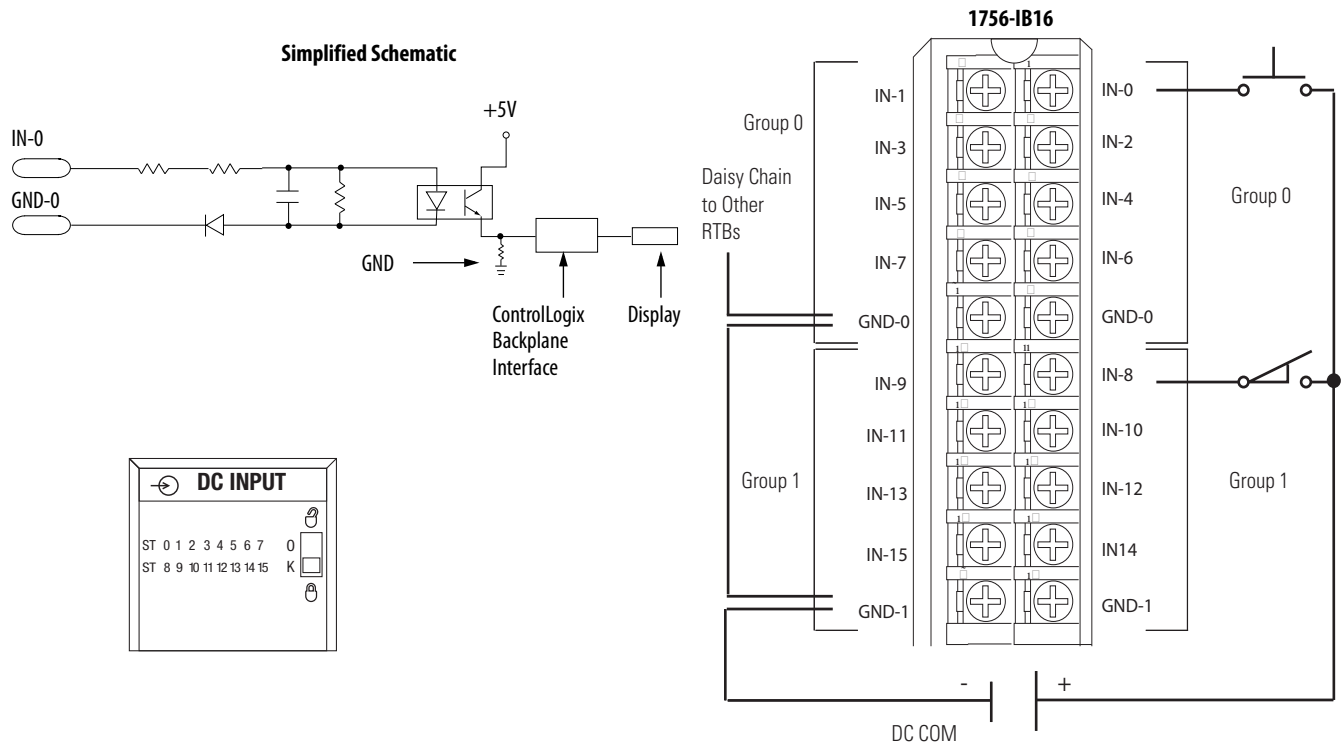 1756-IB16
Simplified Schematic
+5V
IN-0
GND-0
GND
ControlLogix
Backplane
Interface
Display
DC INPUT
ST 0 1 2 3 4 5 6 7 O
ST 8 9 10 11 12 13 14 15 K
Group 0
Daisy Chain
to Other
RTBs
Group 1
IN-1
IN-3
IN-5
IN-7
GND-0
IN-9
IN-11
IN-13
IN-15
GND-1
IN-0
IN-2
IN-4
IN-6
GND-0
IN-8
IN-10
IN-12
IN14
GND-1
Group 0
Group 1
- +
DC COM